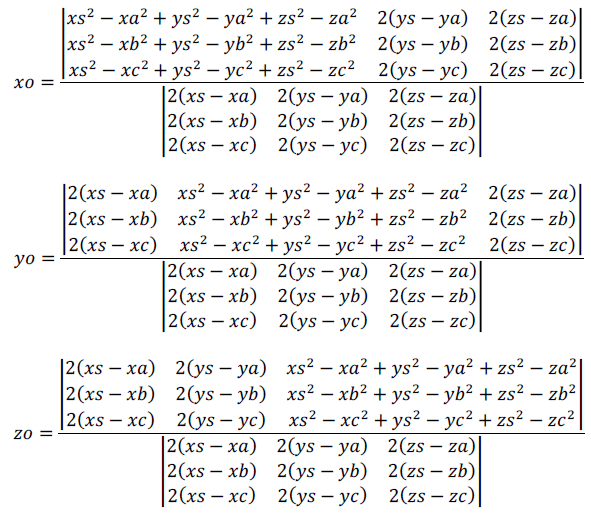 |xs² − xa² + ys² − ya² + zs² − za² 2(ys − ya) 2(zs − za)|
|xs² − xb² + ys² − yb² + zs² − zb² 2(ys − yb) 2(zs − zb)|
|xs² − xc² + ys² − yc² + zs² − zc² 2(ys − yc) 2(zs − zc)|
xo =
|2(xs − xa) 2(ys − ya) 2(zs − za)|
|2(xs − xb) 2(ys − yb) 2(zs − zb)|
|2(xs − xc) 2(ys − yc) 2(zs − zc)|
|2(xs − xa) xs² − xa² + ys² − ya² + zs² − za² 2(zs − za)|
|2(xs − xb) xs² − xb² + ys² − yb² + zs² − zb² 2(zs − zb)|
|2(xs − xc) xs² − xc² + ys² − yc² + zs² − zc² 2(zs − zc)|
yo =
|2(xs − xa) 2(ys − ya) 2(zs − za)|
|2(xs − xb) 2(ys − yb) 2(zs − zb)|
|2(xs − xc) 2(ys − yc) 2(zs − zc)|
|2(xs − xa) 2(ys − ya) xs² − xa² + ys² − ya² + zs² − za²|
|2(xs − xb) 2(ys − yb) xs² − xb² + ys² − yb² + zs² − zb²|
|2(xs − xc) 2(ys − yc) xs² − xc² + ys² − yc² + zs² − zc²|
zo =
|2(xs − xa) 2(ys − ya) 2(zs − za)|
|2(xs − xb) 2(ys − yb) 2(zs − zb)|
|2(xs − xc) 2(ys − yc) 2(zs − zc)|